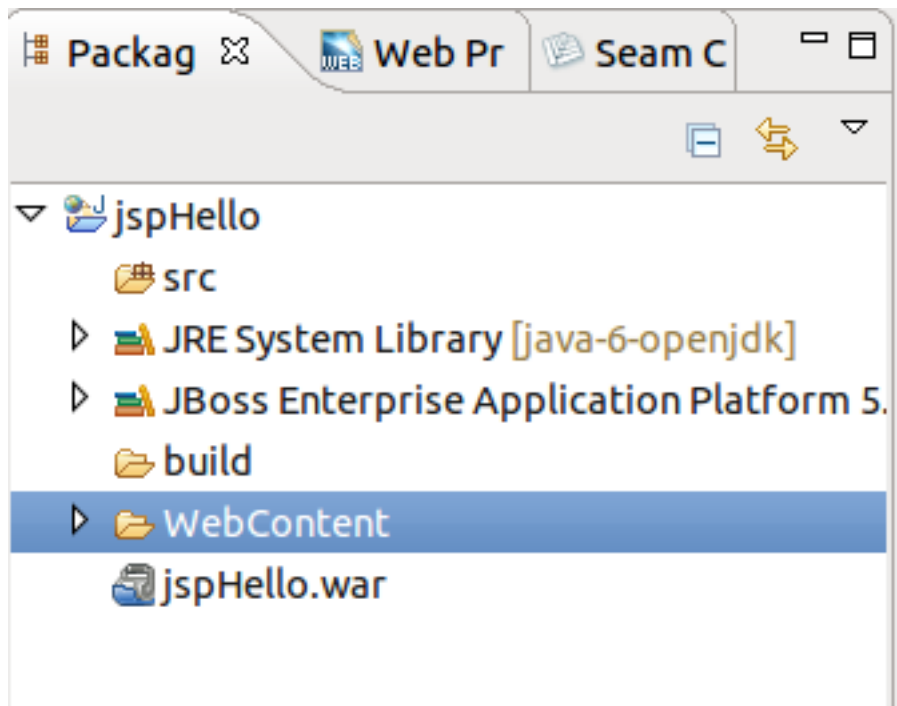 Packag Web Pr Seam C
jspHello
src
JRE System Library [java-6-openjdk]
JBoss Enterprise Application Platform 5.
build
WebContent
jspHello.war